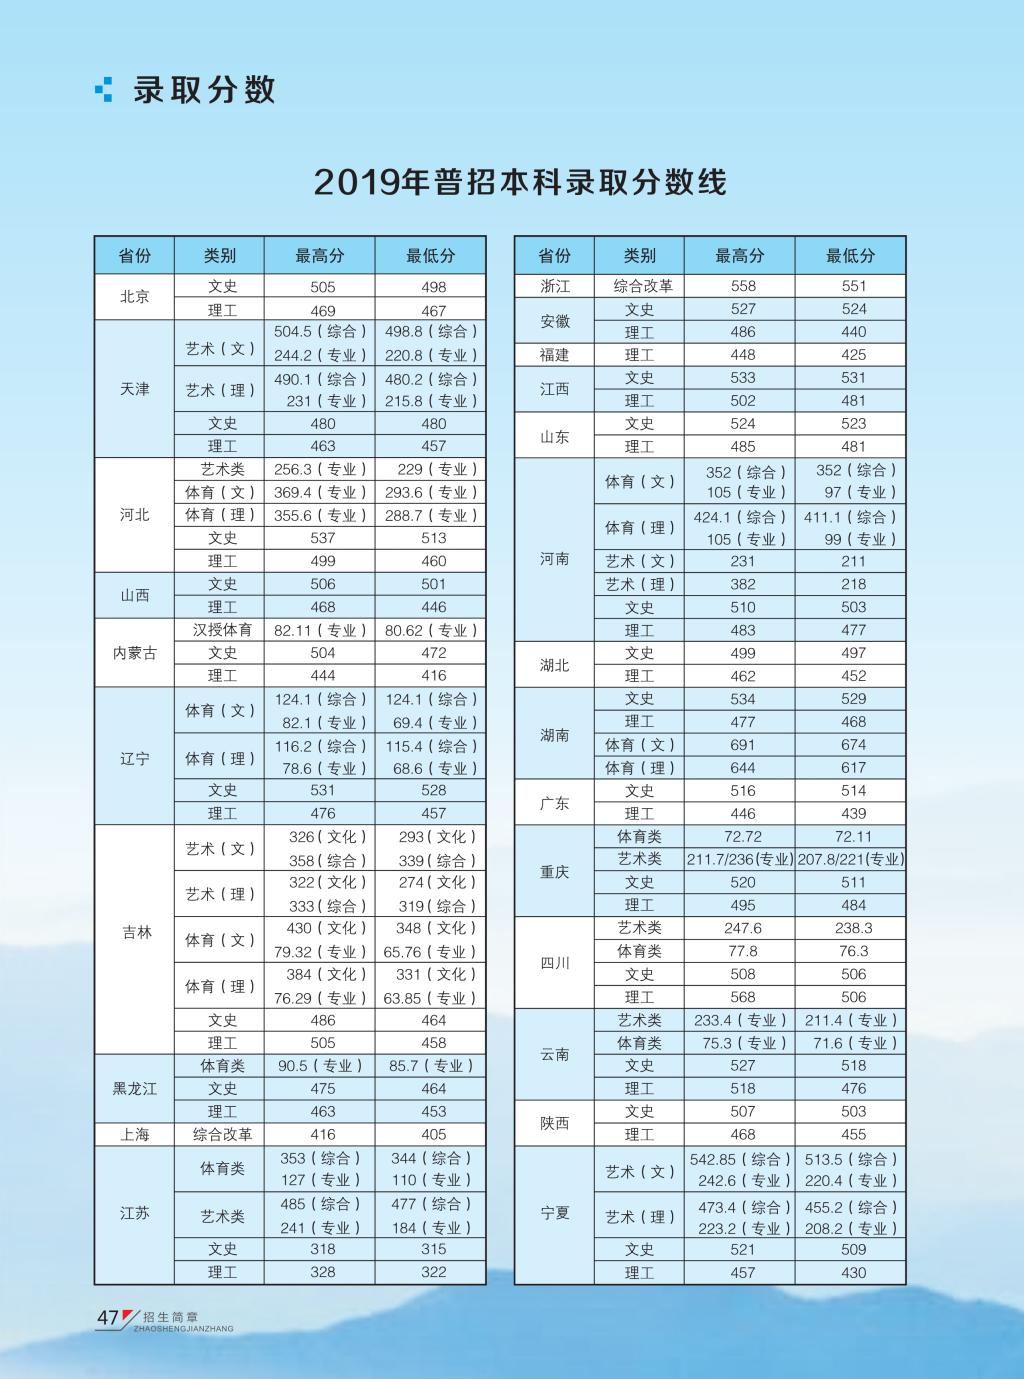 录取分数
2019年普招本科录取分数线
省份 类别 最高分 最低分
北京 文史 505 498
理工 469 467
天津 艺术（文） 504.5（综合） 498.8（综合）
244.2（专业） 220.8（专业）
艺术（理） 490.1（综合） 480.2（综合）
231（专业） 215.8（专业）
文史 480 480
理工 463 457
河北 艺术类 256.3（专业） 229（专业）
体育（文） 369.4（专业） 293.6（专业）
体育（理） 355.6（专业） 288.7（专业）
文史 537 513
理工 499 460
山西 文史 506 501
理工 468 446
内蒙古 汉授体育 82.11（专业） 80.62（专业）
文史 504 472
理工 444 416
辽宁 体育（文） 124.1（综合） 124.1（综合）
82.1（专业） 69.4（专业）
体育（理） 116.2（综合） 115.4（综合）
78.6（专业） 68.6（专业）
文史 531 528
理工 476 457
吉林 艺术（文） 326（文化） 293（文化）
358（综合） 339（综合）
艺术（理） 322（文化） 274（文化）
333（综合） 319（综合）
体育（文） 430（文化） 348（文化）
79.32（专业） 65.76（专业）
体育（理） 384（文化） 331（文化）
76.29（专业） 63.85（专业）
文史 486 464
理工 505 458
黑龙江 体育类 90.5（专业） 85.7（专业）
文史 475 464
理工 463 453
上海 综合改革 416 405
江苏 体育类 353（综合） 344（综合）
127（专业） 110（专业）
艺术类 485（综合） 477（综合）
241（专业） 184（专业）
文史 318 315
理工 328 322
省份 类别 最高分 最低分
浙江 综合改革 558 551
安徽 文史 527 524
理工 486 440
福建 理工 448 425
江西 文史 533 531
理工 502 481
山东 文史 524 523
理工 485 481
河南 体育（文） 352（综合） 352（综合）
105（专业） 97（专业）
体育（理） 424.1（综合） 411.1（综合）
105（专业） 99（专业）
艺术（文） 231 211
艺术（理） 382 218
文史 510 503
理工 483 477
湖北 文史 499 497
理工 462 452
湖南 文史 534 529
理工 477 468
体育（文） 691 674
体育（理） 644 617
广东 文史 516 514
理工 446 439
重庆 体育类 72.72 72.11
艺术类 211.7/236(专业) 207.8/221(专业)
文史 520 511
理工 495 484
四川 艺术类 247.6 238.3
体育类 77.8 76.3
文史 508 506
理工 568 506
云南 艺术类 233.4（专业） 211.4（专业）
体育类 75.3（专业） 71.6（专业）
文史 527 518
理工 518 476
陕西 文史 507 503
理工 468 455
宁夏 艺术（文） 542.85（综合） 513.5（综合）
242.6（专业） 220.4（专业）
艺术（理） 473.4（综合） 455.2（综合）
223.2（专业） 208.2（专业）
文史 521 509
理工 457 430
47 招生简章
ZHAOSHENGJIANZHANG